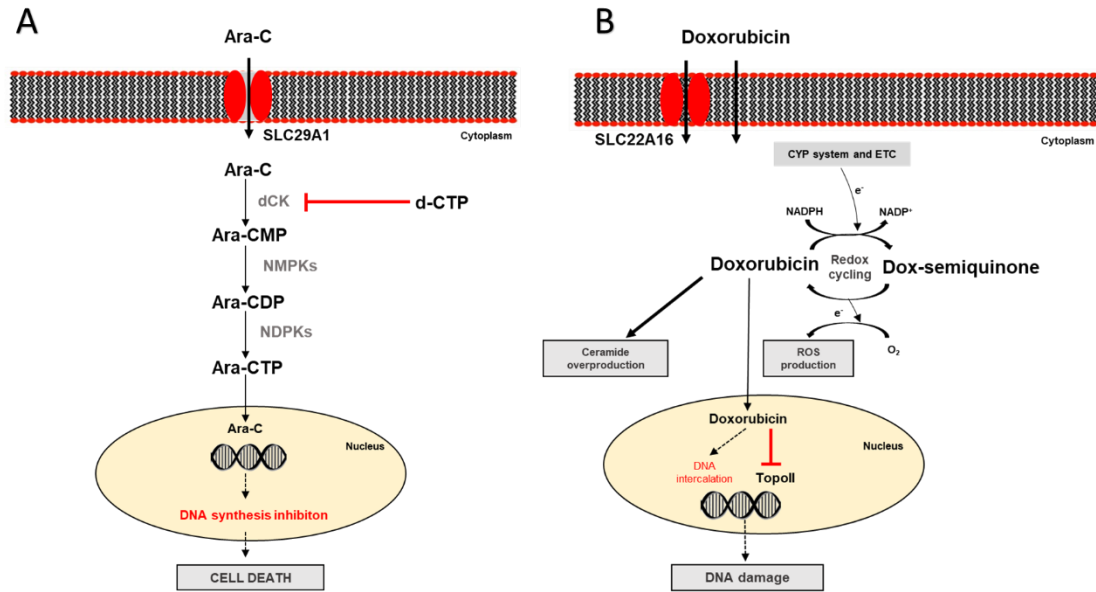 A
Ara-C
SLC29A1
Cytoplasm
Ara-C
dCK
d-CTP
Ara-CMP
NMPKs
Ara-CDP
NDPKs
Ara-CTP
Ara-C
Nucleus
DNA synthesis inhibiton
CELL DEATH
B
Doxorubicin
SLC22A16
Cytoplasm
CYP system and ETC
e-
NADPH
NADP+
Doxorubicin
Redox
cycling
Dox-semiquinone
e-
Ceramide
overproduction
ROS
production
O2
Doxorubicin
Nucleus
DNA
intercalation
TopoII
DNA damage